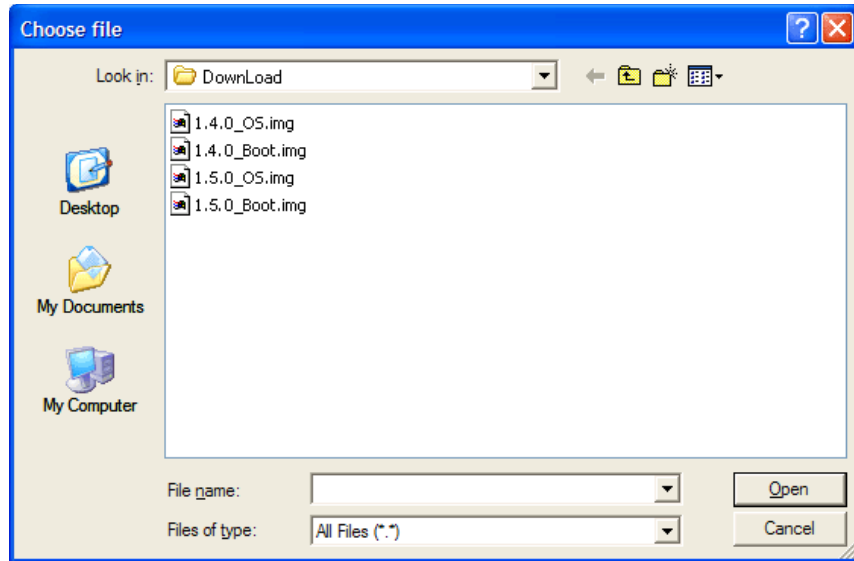 Choose file
Look in:
DownLoad
1.4.0_OS.img
1.4.0_Boot.img
1.5.0_OS.img
1.5.0_Boot.img
Desktop
My Documents
My Computer
File name:
Open
Files of type:
All Files (*.*)
Cancel